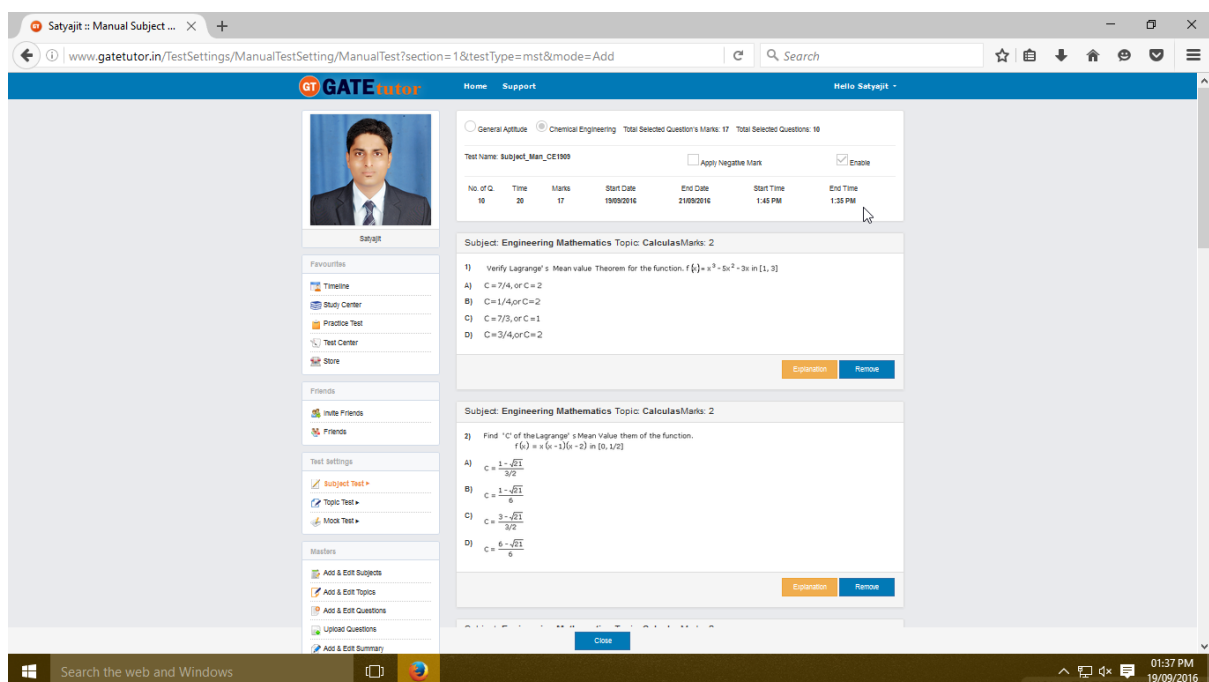 Satyajit :: Manual Subject ...
www.gatetutor.in/TestSettings/ManualTestSetting/ManualTest?section=1&testType=mst&mode=Add
Search
GT GATEtutor Home Support Hello Satyajit
General Aptitude Chemical Engineering Total Selected Question's Marks: 17 Total Selected Questions: 10
Test Name: Subject_Man_CE1909 Apply Negative Mark Enable
No. of Q. Time Marks Start Date End Date Start Time End Time
10 20 17 19/09/2016 21/09/2016 1:45 PM 1:35 PM
Satyajit
Favourites
Timeline
Study Center
Practice Test
Test Center
Store
Friends
Invite Friends
Friends
Test Settings
Subject Test
Topic Test
Mock Test
Masters
Add & Edit Subjects
Add & Edit Topics
Add & Edit Questions
Upload Questions
Add & Edit Summary
Subject: Engineering Mathematics Topic: CalculasMarks: 2
1) Verify Lagrange's Mean value Theorem for the function. f(x) = x³ - 5x² - 3x in [1, 3]
A) C = 7/4, or C = 2
B) C=1/4,orC=2
C) C = 7/3, or C = 1
D) C=3/4,orC=2
Explanation Remove
Subject: Engineering Mathematics Topic: CalculasMarks: 2
2) Find 'C' of the Lagrange's Mean Value them of the function.
f(x) = x(x-1)(x-2) in [0, 1/2]
A) C = (1-√21)/(3/2)
B) C = (1-√21)/6
C) C = (3-√21)/(3/2)
D) C = (6-√21)/6
Explanation Remove
Close
Search the web and Windows
01:37 PM
19/09/2016